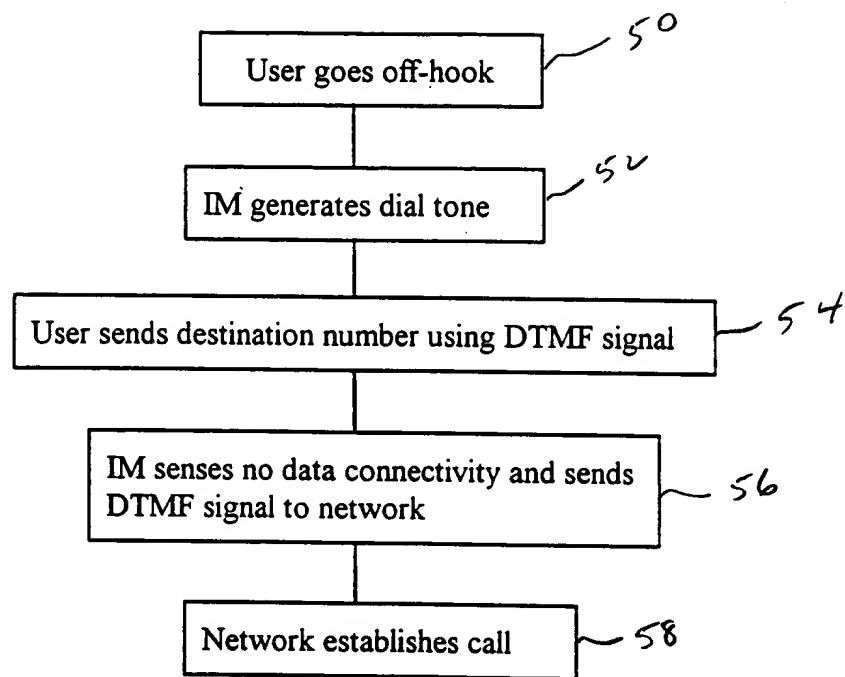 User goes off-hook
50
IM generates dial tone
52
User sends destination number using DTMF signal
54
IM senses no data connectivity and sends
DTMF signal to network
56
Network establishes call
58